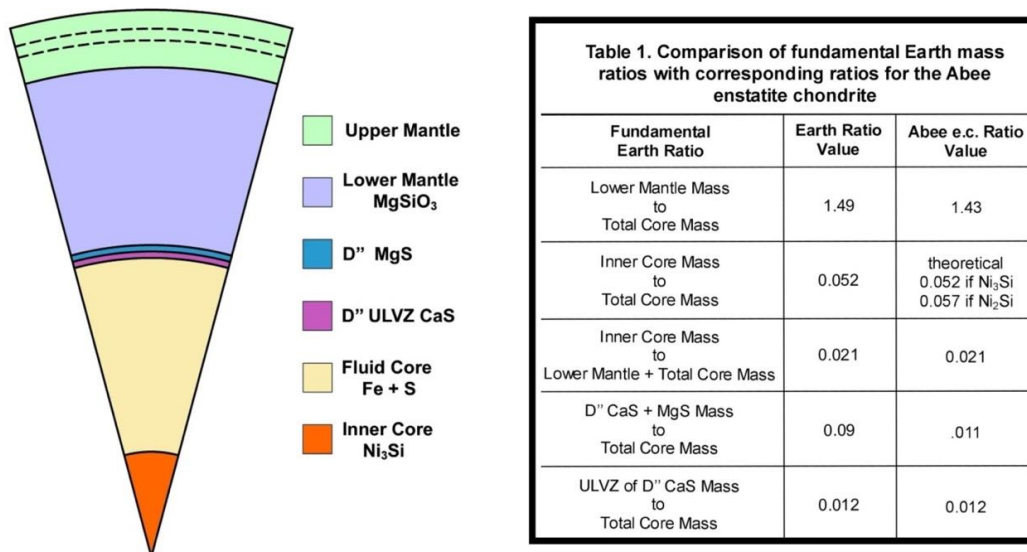 Upper Mantle
Lower Mantle
MgSiO₃
D” MgS
D” ULVZ CaS
Fluid Core
Fe + S
Inner Core
Ni₃Si
Table 1. Comparison of fundamental Earth mass
ratios with corresponding ratios for the Abee
enstatite chondrite
Fundamental
Earth Ratio
Earth Ratio
Value
Abee e.c. Ratio
Value
Lower Mantle Mass
to
Total Core Mass
1.49
1.43
Inner Core Mass
to
Total Core Mass
0.052
theoretical
0.052 if Ni₃Si
0.057 if Ni₂Si
Inner Core Mass
to
Lower Mantle + Total Core Mass
0.021
0.021
D” CaS + MgS Mass
to
Total Core Mass
0.09
.011
ULVZ of D” CaS Mass
to
Total Core Mass
0.012
0.012